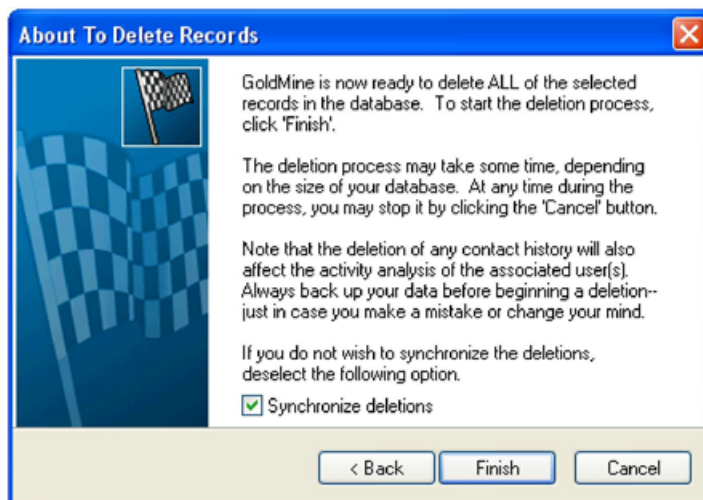 About To Delete Records
GoldMine is now ready to delete ALL of the selected
records in the database. To start the deletion process,
click 'Finish'.
The deletion process may take some time, depending
on the size of your database. At any time during the
process, you may stop it by clicking the 'Cancel' button.
Note that the deletion of any contact history will also
affect the activity analysis of the associated user(s).
Always back up your data before beginning a deletion--
just in case you make a mistake or change your mind.
If you do not wish to synchronize the deletions,
deselect the following option.
Synchronize deletions
< Back Finish Cancel